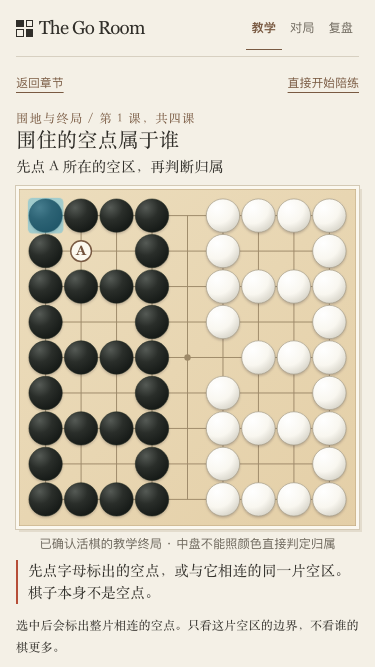 The Go Room
教学 对局 复盘
返回章节 直接开始陪练
围地与终局 / 第 1 课，共四课
围住的空点属于谁
先点 A 所在的空区，再判断归属
A
已确认活棋的教学终局 · 中盘不能照颜色直接判定归属
先点字母标出的空点，或与它相连的同一片空区。
棋子本身不是空点。
选中后会标出整片相连的空点。只看这片空区的边界，不看谁的
棋更多。